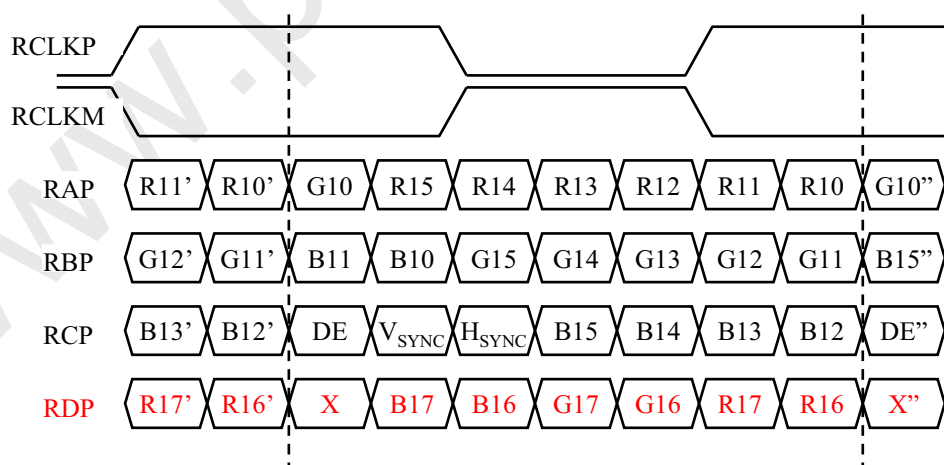 RCLKP
RCLKM
RAP R11’ R10’ G10 R15 R14 R13 R12 R11 R10 G10”
RBP G12’ G11’ B11 B10 G15 G14 G13 G12 G11 B15”
RCP B13’ B12’ DE VSYNC HSYNC B15 B14 B13 B12 DE”
RDP R17’ R16’ X B17 B16 G17 G16 R17 R16 X”